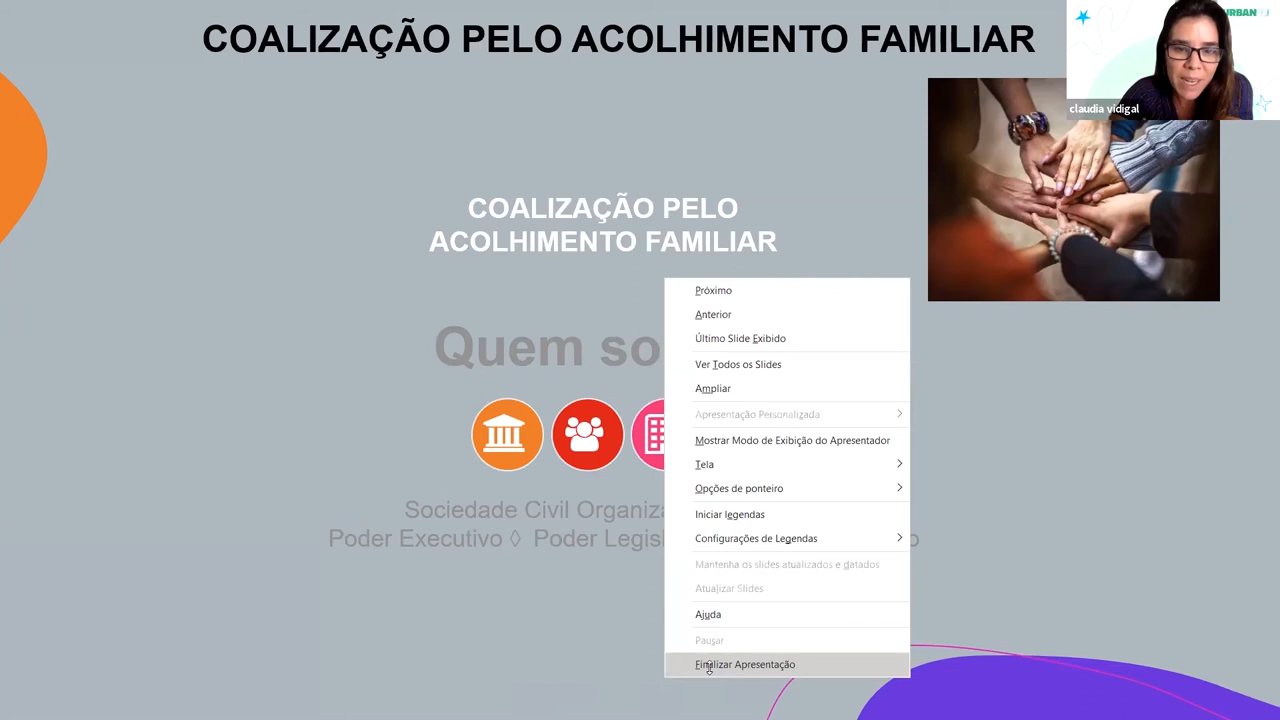 COALIZAÇÃO PELO ACOLHIMENTO FAMILIAR
URBAN
claudia vidigal
COALIZAÇÃO PELO
ACOLHIMENTO FAMILIAR
Quem so
Sociedade Civil Organiza
Poder Executivo ◊ Poder Legisl
o
Próximo
Anterior
Último Slide Exibido
Ver Todos os Slides
Ampliar
Apresentação Personalizada
Mostrar Modo de Exibição do Apresentador
Tela
Opções de ponteiro
Iniciar legendas
Configurações de Legendas
Mantenha os slides atualizados e datados
Atualizar Slides
Ajuda
Pausar
Finalizar Apresentação